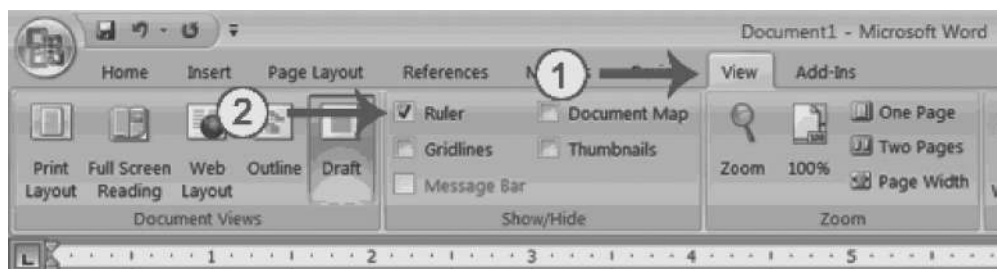 Document1 - Microsoft Word
Home Insert Page Layout References 1 View Add-Ins
2 Ruler Document Map One Page
Gridlines Thumbnails Two Pages
Print Layout Full Screen Reading Web Layout Outline Draft Message Bar Zoom 100% Page Width
Document Views Show/Hide Zoom
L 1 2 3 4 5